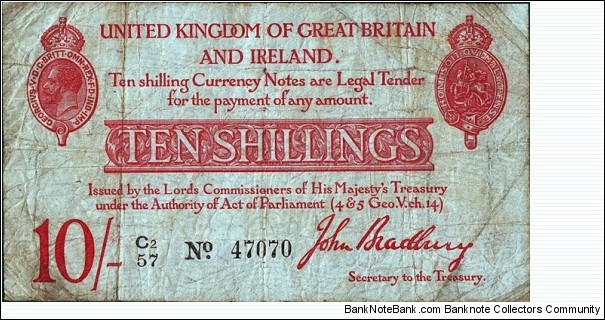 UNITED KINGDOM OF GREAT BRITAIN
AND IRELAND.
Ten shilling Currency Notes are Legal Tender
for the payment of any amount.
TEN SHILLINGS
Issued by the Lords Commissioners of His Majesty's Treasury
under the Authority of Act of Parliament (4 & 5 Geo.V.ch.14)
10/-
C2
57
No 47070
John Bradbury
Secretary to the Treasury.
BankNoteBank.com - Banknote Collectors Community